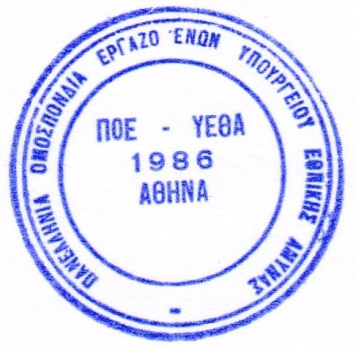 ΠΑΝΕΛΛΗΝΙΑ ΟΜΟΣΠΟΝΔΙΑ ΕΡΓΑΖΟ ΈΝΩΝ ΥΠΟΥΡΓΕΙΟΥ ΕΘΝΙΚΗΣ ΑΜΥΝΑΣ
ΠΟΕ - ΥΕΘΑ
1986
ΑΘΗΝΑ
-